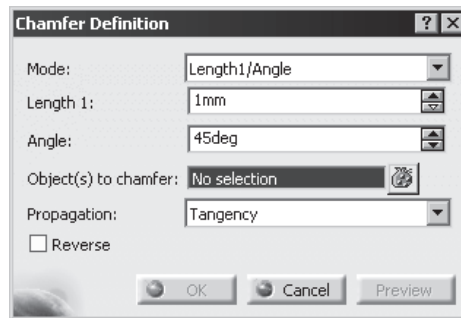 Chamfer Definition ? X
Mode: Length1/Angle
Length 1: 1mm
Angle: 45deg
Object(s) to chamfer: No selection
Propagation: Tangency
Reverse
OK Cancel Preview